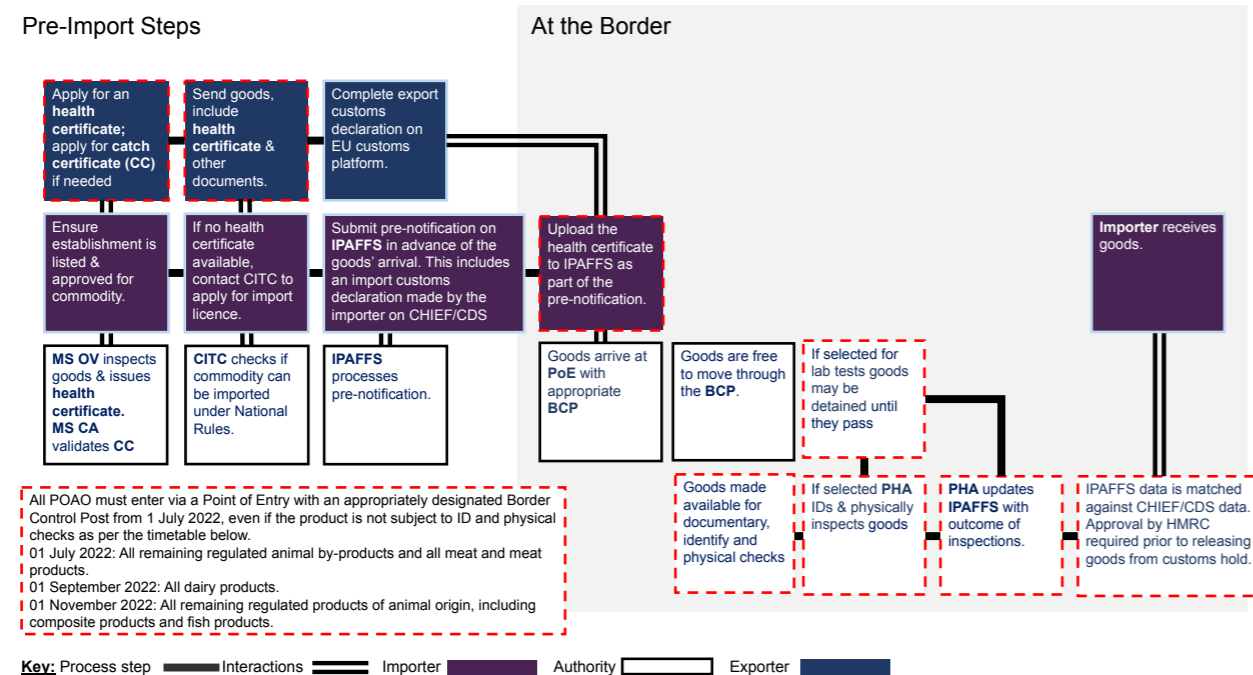 Pre-Import Steps
At the Border
Apply for an
health
certificate;
apply for catch
certificate (CC)
if needed
Send goods,
include
health
certificate &
other
documents.
Complete export
customs
declaration on
EU customs
platform.
Ensure
establishment is
listed &
approved for
commodity.
If no health
certificate
available,
contact CITC to
apply for import
licence.
Submit pre-notification on
IPAFFS in advance of the
goods’ arrival. This includes
an import customs
declaration made by the
importer on CHIEF/CDS
Upload the
health certificate
to IPAFFS as
part of the
pre-notification.
Importer receives
goods.
MS OV inspects
goods & issues
health
certificate.
MS CA
validates CC
CITC checks if
commodity can
be imported
under National
Rules.
IPAFFS
processes
pre-notification.
Goods arrive at
PoE with
appropriate
BCP
Goods are free
to move through
the BCP.
If selected for
lab tests goods
may be
detained until
they pass
Goods made
available for
documentary,
identify and
physical checks
If selected PHA
IDs & physically
inspects goods
PHA updates
IPAFFS with
outcome of
inspections.
IPAFFS data is matched
against CHIEF/CDS data.
Approval by HMRC
required prior to releasing
goods from customs hold.
All POAO must enter via a Point of Entry with an appropriately designated Border
Control Post from 1 July 2022, even if the product is not subject to ID and physical
checks as per the timetable below.
01 July 2022: All remaining regulated animal by-products and all meat and meat
products.
01 September 2022: All dairy products.
01 November 2022: All remaining regulated products of animal origin, including
composite products and fish products.
Key: Process step Interactions Importer Authority Exporter